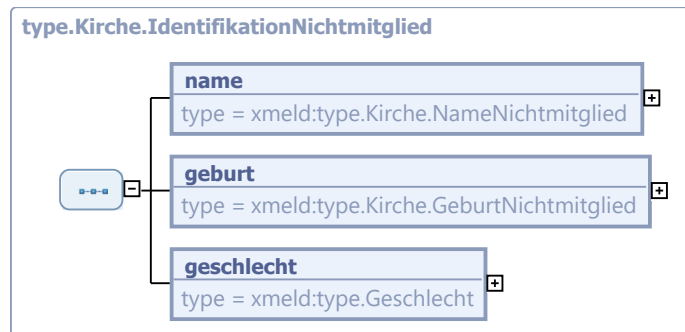 type.Kirche.IdentifikationNichtmitglied
name
type = xmeld:type.Kirche.NameNichtmitglied
geburt
type = xmeld:type.Kirche.GeburtNichtmitglied
geschlecht
type = xmeld:type.Geschlecht